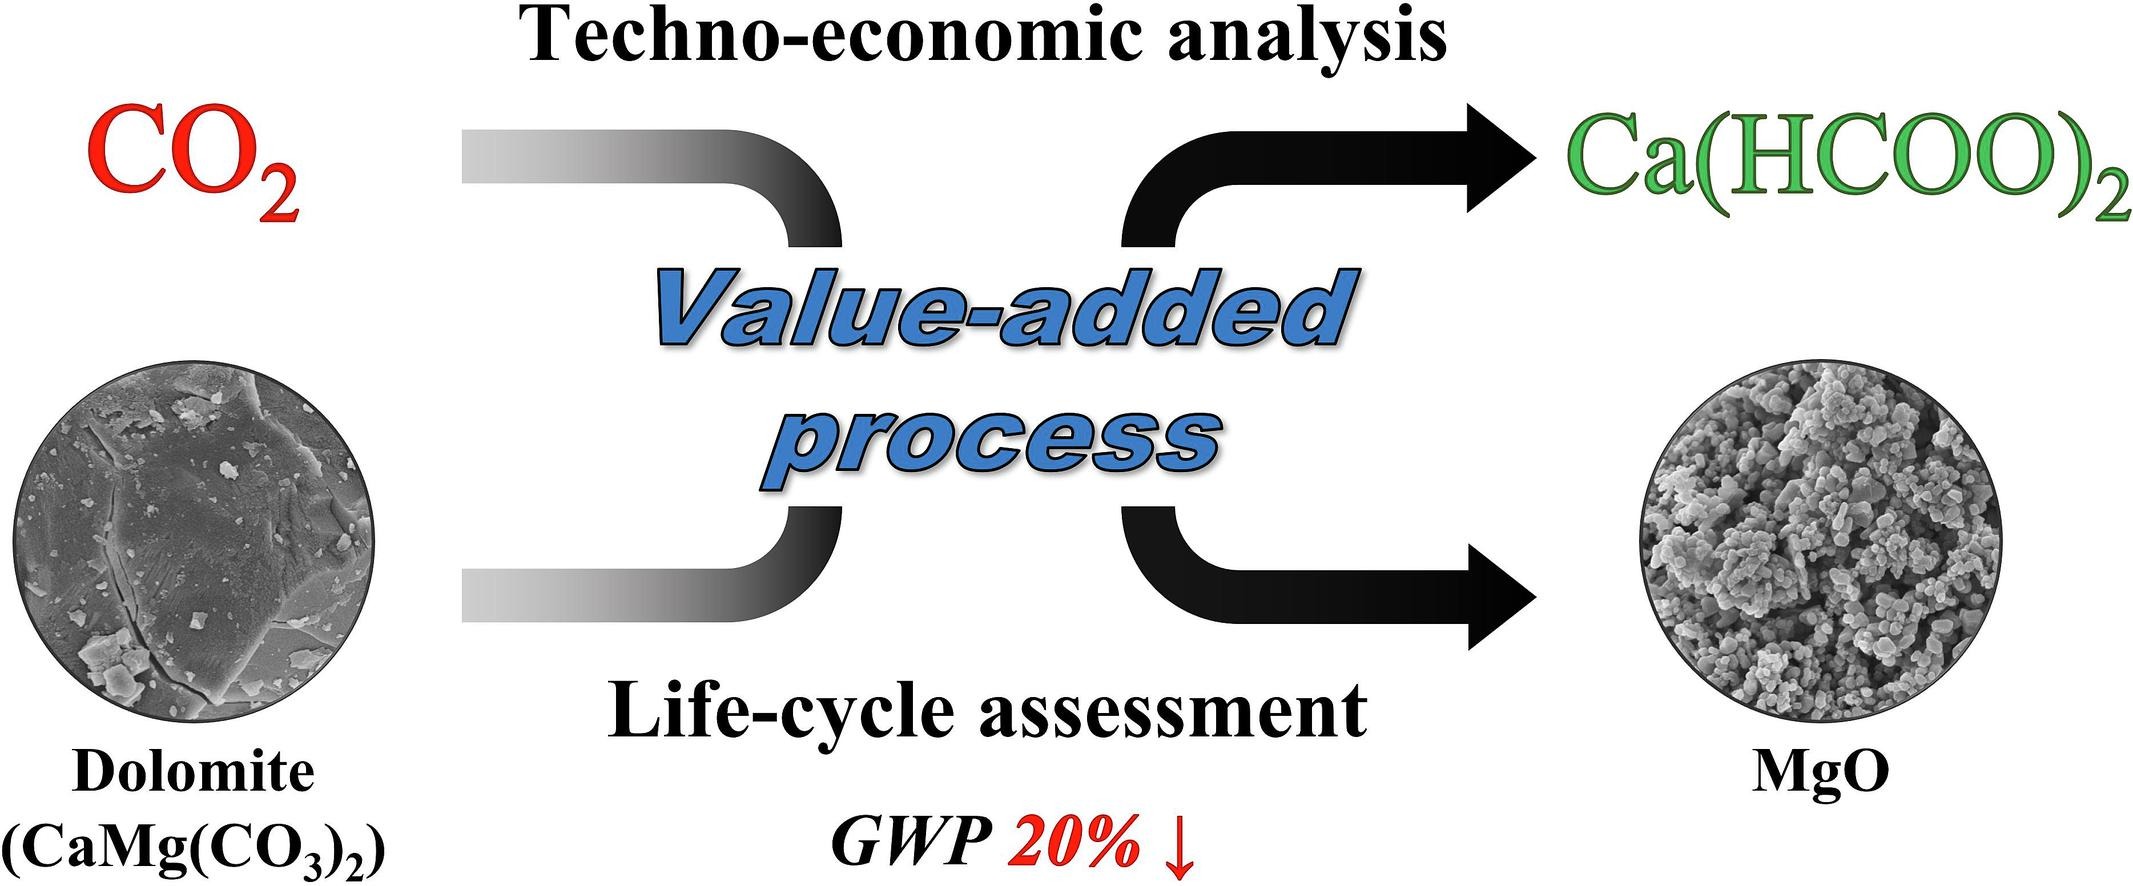 Techno-economic analysis
CO₂
Ca(HCOO)₂
Value-added
process
Life-cycle assessment
Dolomite
(CaMg(CO₃)₂)
MgO
GWP 20% ↓